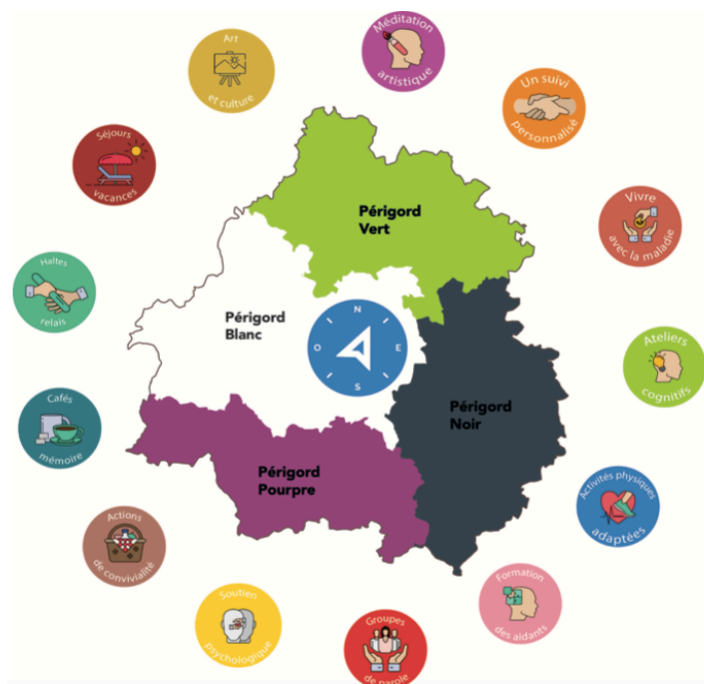 Art
et culture
Méditation
artistique
Un suivi
personnalisé
Séjours
vacances
Vivre
avec la maladie
Haltes
relais
Ateliers
cognitifs
Cafés
mémoire
Activités physiques
adaptées
Actions
de convivialité
Formation
des aidants
Soutien
psychologique
Groupes
de parole
Périgord
Vert
Périgord
Blanc
N
O
E
S
Périgord
Noir
Périgord
Pourpre